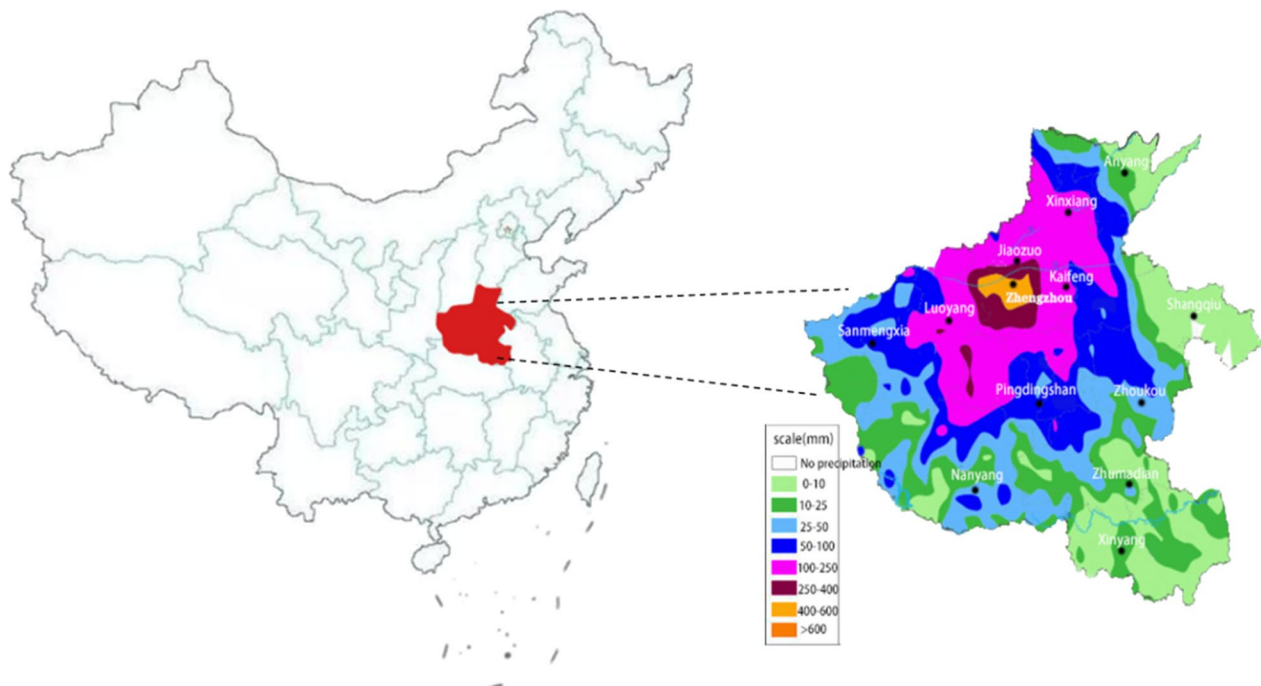 Anyang
Xinxiang
Jiaozuo
Kaifeng
Zhengzhou
Shangqiu
Luoyang
Sanmengxia
Pingdingshan
Zhoukou
Nanyang
Zhumadian
Xinyang
scale(mm)
No precipitation
0-10
10-25
25-50
50-100
100-250
250-400
400-600
>600